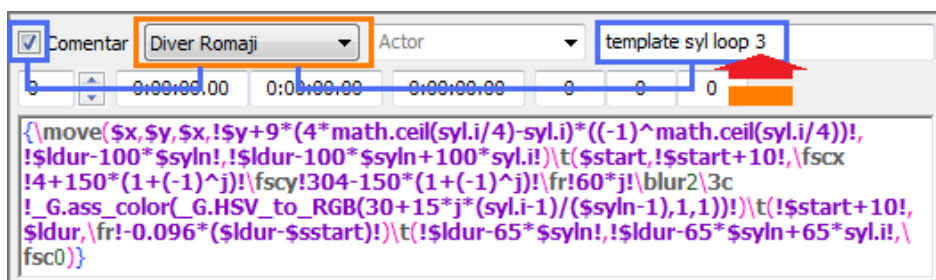 Comentar Diver Romaji Actor template syl loop 3
0 0:00:00.00 0:00:00.00 0:00:00.00 0 0 0
{\move($x,$y,$x,!$y+9*(4*math.ceil(syl.i/4)-syl.i)*((-1)^math.ceil(syl.i/4))!,
!$ldur-100*$syln!,!$ldur-100*$syln+100*syl.i!)\t($start,!$start+10!,\fscx
!4+150*(1+(-1)^j)!\fscy!304-150*(1+(-1)^j)!\fr!60*j!\blur2\3c
!_G.ass_color(_G.HSV_to_RGB(30+15*j*(syl.i-1)/($syln-1),1,1))!)\t(!$start+10!,
$ldur,\fr!-0.096*($ldur-$sstart)!)\t(!$ldur-65*$syln!,!$ldur-65*$syln+65*syl.i!,\
fsc0)}